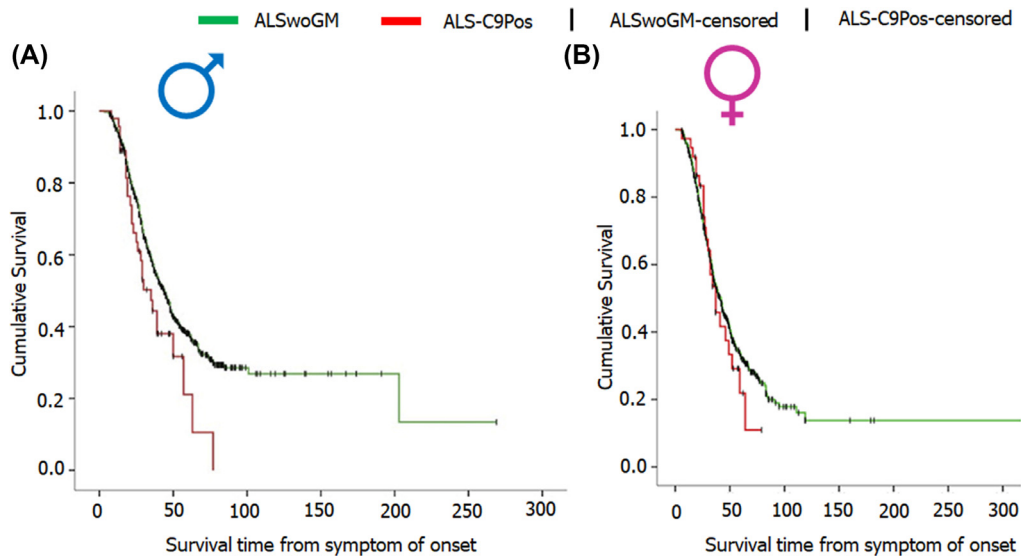 ALSwoGM ALS-C9Pos ALSwoGM-censored ALS-C9Pos-censored
(A)
1.0
0.8
0.6
0.4
0.2
0.0
Cumulative Survival
0 50 100 150 200 250 300
Survival time from symptom of onset
(B)
1.0
0.8
0.6
0.4
0.2
0.0
Cumulative Survival
0 50 100 150 200 250 300
Survival time from symptom of onset